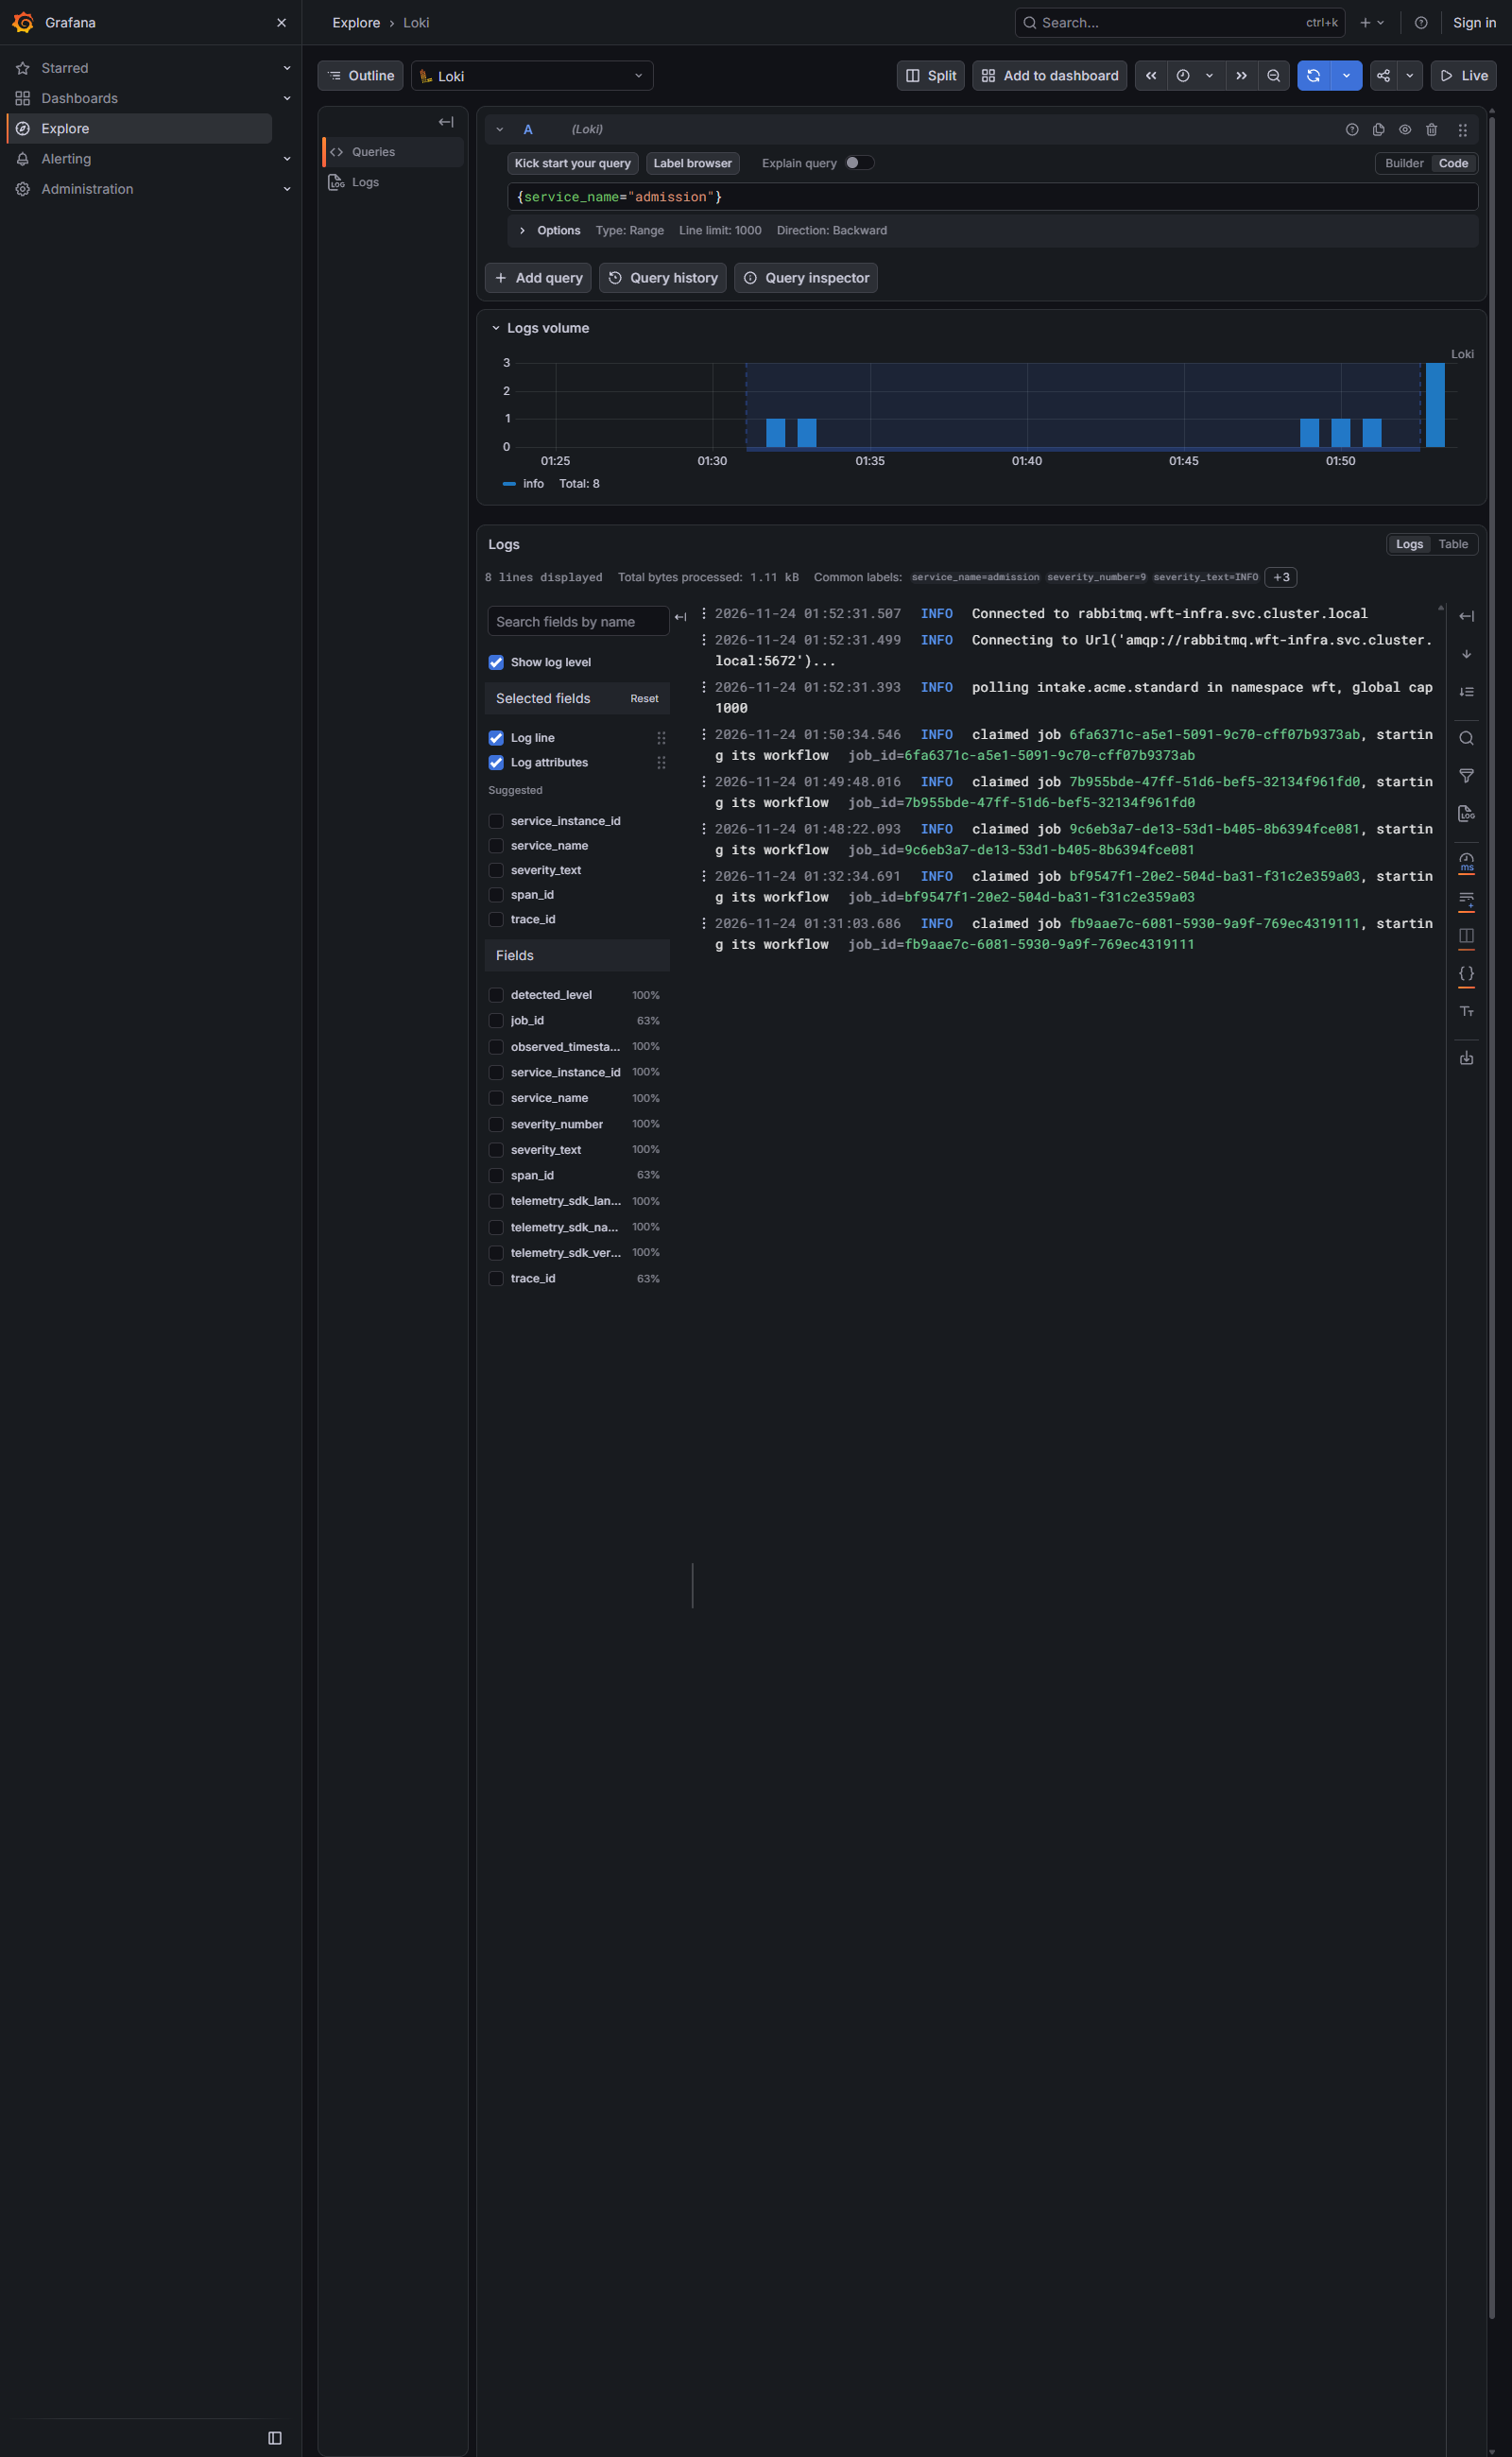 Grafana
Explore › Loki
Search...
ctrl+k
Sign in
Starred
Dashboards
Explore
Alerting
Administration
Outline
Loki
Split
Add to dashboard
Live
Queries
Logs
A (Loki)
Kick start your query
Label browser
Explain query
Builder
Code
{service_name="admission"}
Options Type: Range Line limit: 1000 Direction: Backward
Add query
Query history
Query inspector
Logs volume
Loki
3
2
1
0
01:25 01:30 01:35 01:40 01:45 01:50
info Total: 8
Logs
Logs
Table
8 lines displayed Total bytes processed: 1.11 kB Common labels: service_name=admission severity_number=9 severity_text=INFO +3
Search fields by name
Show log level
Selected fields Reset
Log line
Log attributes
Suggested
service_instance_id
service_name
severity_text
span_id
trace_id
Fields
detected_level 100%
job_id 63%
observed_timesta... 100%
service_instance_id 100%
service_name 100%
severity_number 100%
severity_text 100%
span_id 63%
telemetry_sdk_lan... 100%
telemetry_sdk_na... 100%
telemetry_sdk_ver... 100%
trace_id 63%
2026-11-24 01:52:31.507 INFO Connected to rabbitmq.wft-infra.svc.cluster.local
2026-11-24 01:52:31.499 INFO Connecting to Url('amqp://rabbitmq.wft-infra.svc.cluster.
local:5672')...
2026-11-24 01:52:31.393 INFO polling intake.acme.standard in namespace wft, global cap
1000
2026-11-24 01:50:34.546 INFO claimed job 6fa6371c-a5e1-5091-9c70-cff07b9373ab, startin
g its workflow job_id=6fa6371c-a5e1-5091-9c70-cff07b9373ab
2026-11-24 01:49:48.016 INFO claimed job 7b955bde-47ff-51d6-bef5-32134f961fd0, startin
g its workflow job_id=7b955bde-47ff-51d6-bef5-32134f961fd0
2026-11-24 01:48:22.093 INFO claimed job 9c6eb3a7-de13-53d1-b405-8b6394fce081, startin
g its workflow job_id=9c6eb3a7-de13-53d1-b405-8b6394fce081
2026-11-24 01:32:34.691 INFO claimed job bf9547f1-20e2-504d-ba31-f31c2e359a03, startin
g its workflow job_id=bf9547f1-20e2-504d-ba31-f31c2e359a03
2026-11-24 01:31:03.686 INFO claimed job fb9aae7c-6081-5930-9a9f-769ec4319111, startin
g its workflow job_id=fb9aae7c-6081-5930-9a9f-769ec4319111
LOG
ms